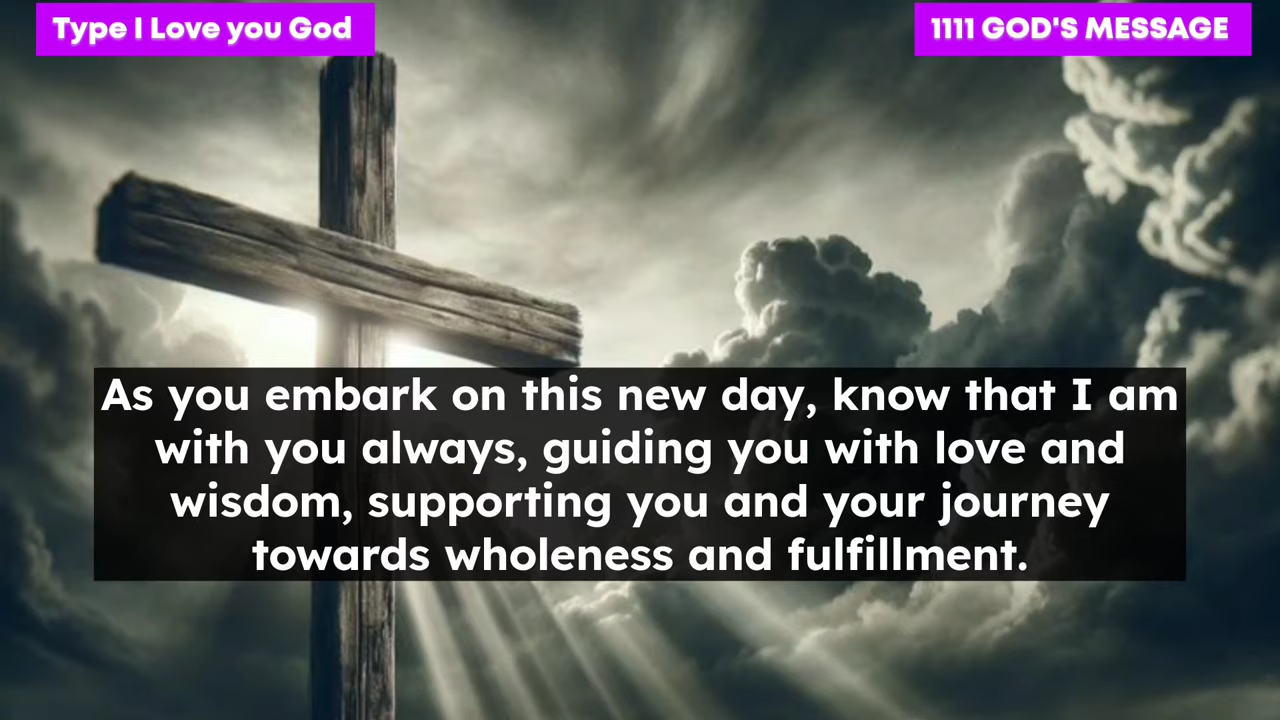 Type I Love you God
1111 GOD'S MESSAGE
As you embark on this new day, know that I am
with you always, guiding you with love and
wisdom, supporting you and your journey
towards wholeness and fulfillment.